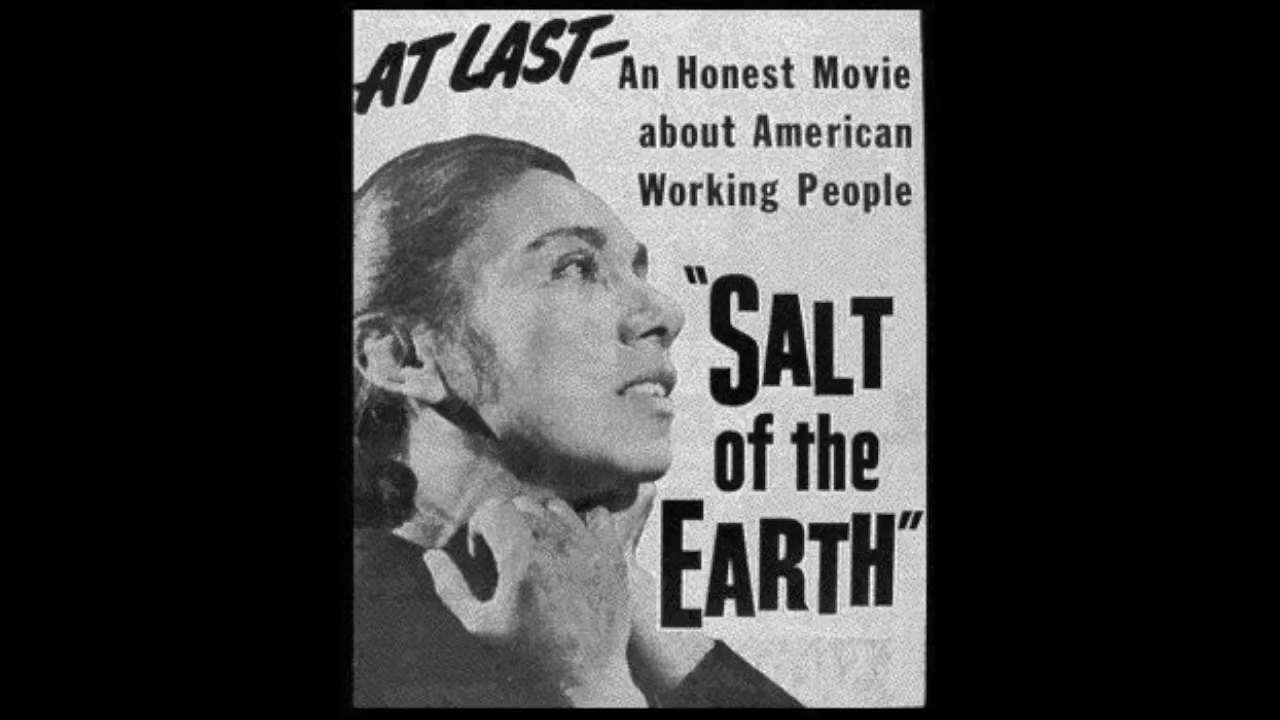 AT LAST—
An Honest Movie
about American
Working People
"SALT
of the
EARTH"